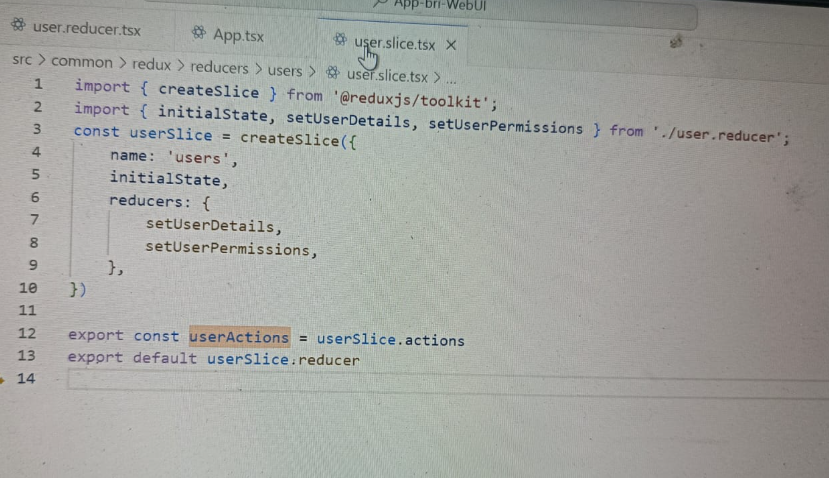 App-bri-WebUI
user.reducer.tsx App.tsx user.slice.tsx ×
src > common > redux > reducers > users > user.slice.tsx > ...
1 import { createSlice } from '@reduxjs/toolkit';
2 import { initialState, setUserDetails, setUserPermissions } from './user.reducer';
3 const userSlice = createSlice({
4 name: 'users',
5 initialState,
6 reducers: {
7 setUserDetails,
8 setUserPermissions,
9 },
10 })
11
12 export const userActions = userSlice.actions
13 export default userSlice.reducer
14